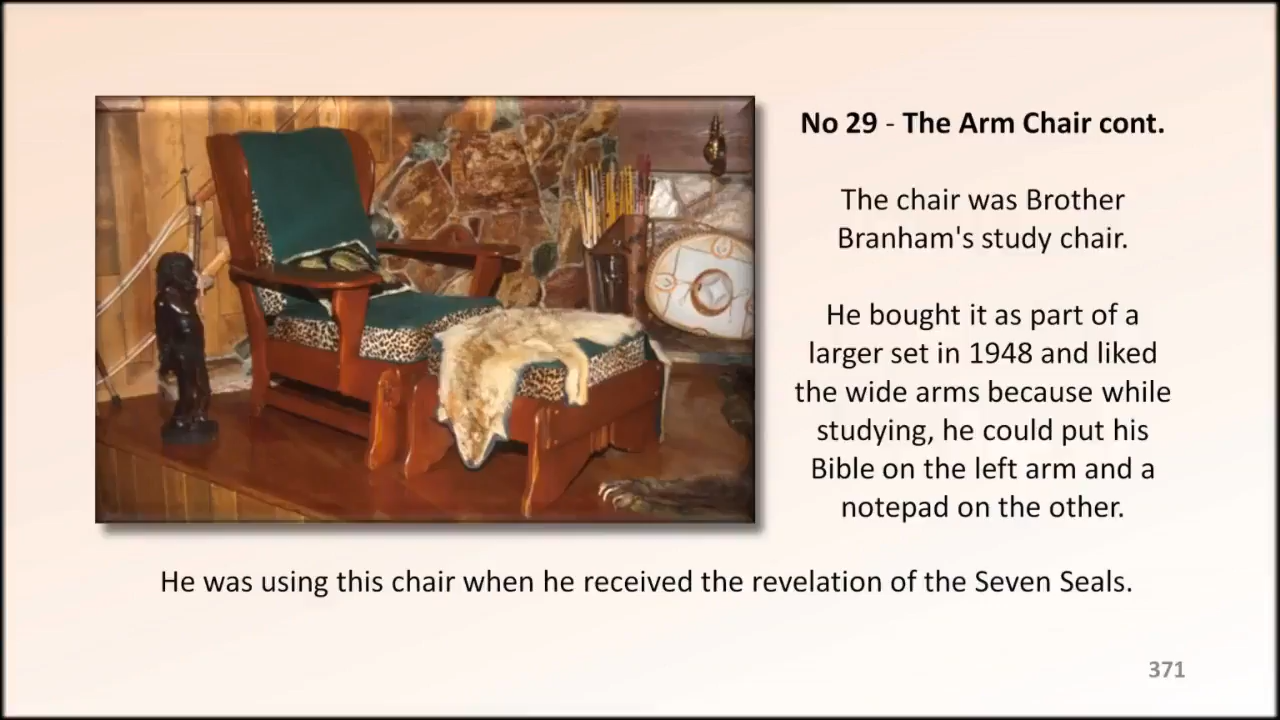 No 29 - The Arm Chair cont.
The chair was Brother
Branham's study chair.
He bought it as part of a
larger set in 1948 and liked
the wide arms because while
studying, he could put his
Bible on the left arm and a
notepad on the other.
He was using this chair when he received the revelation of the Seven Seals.
371